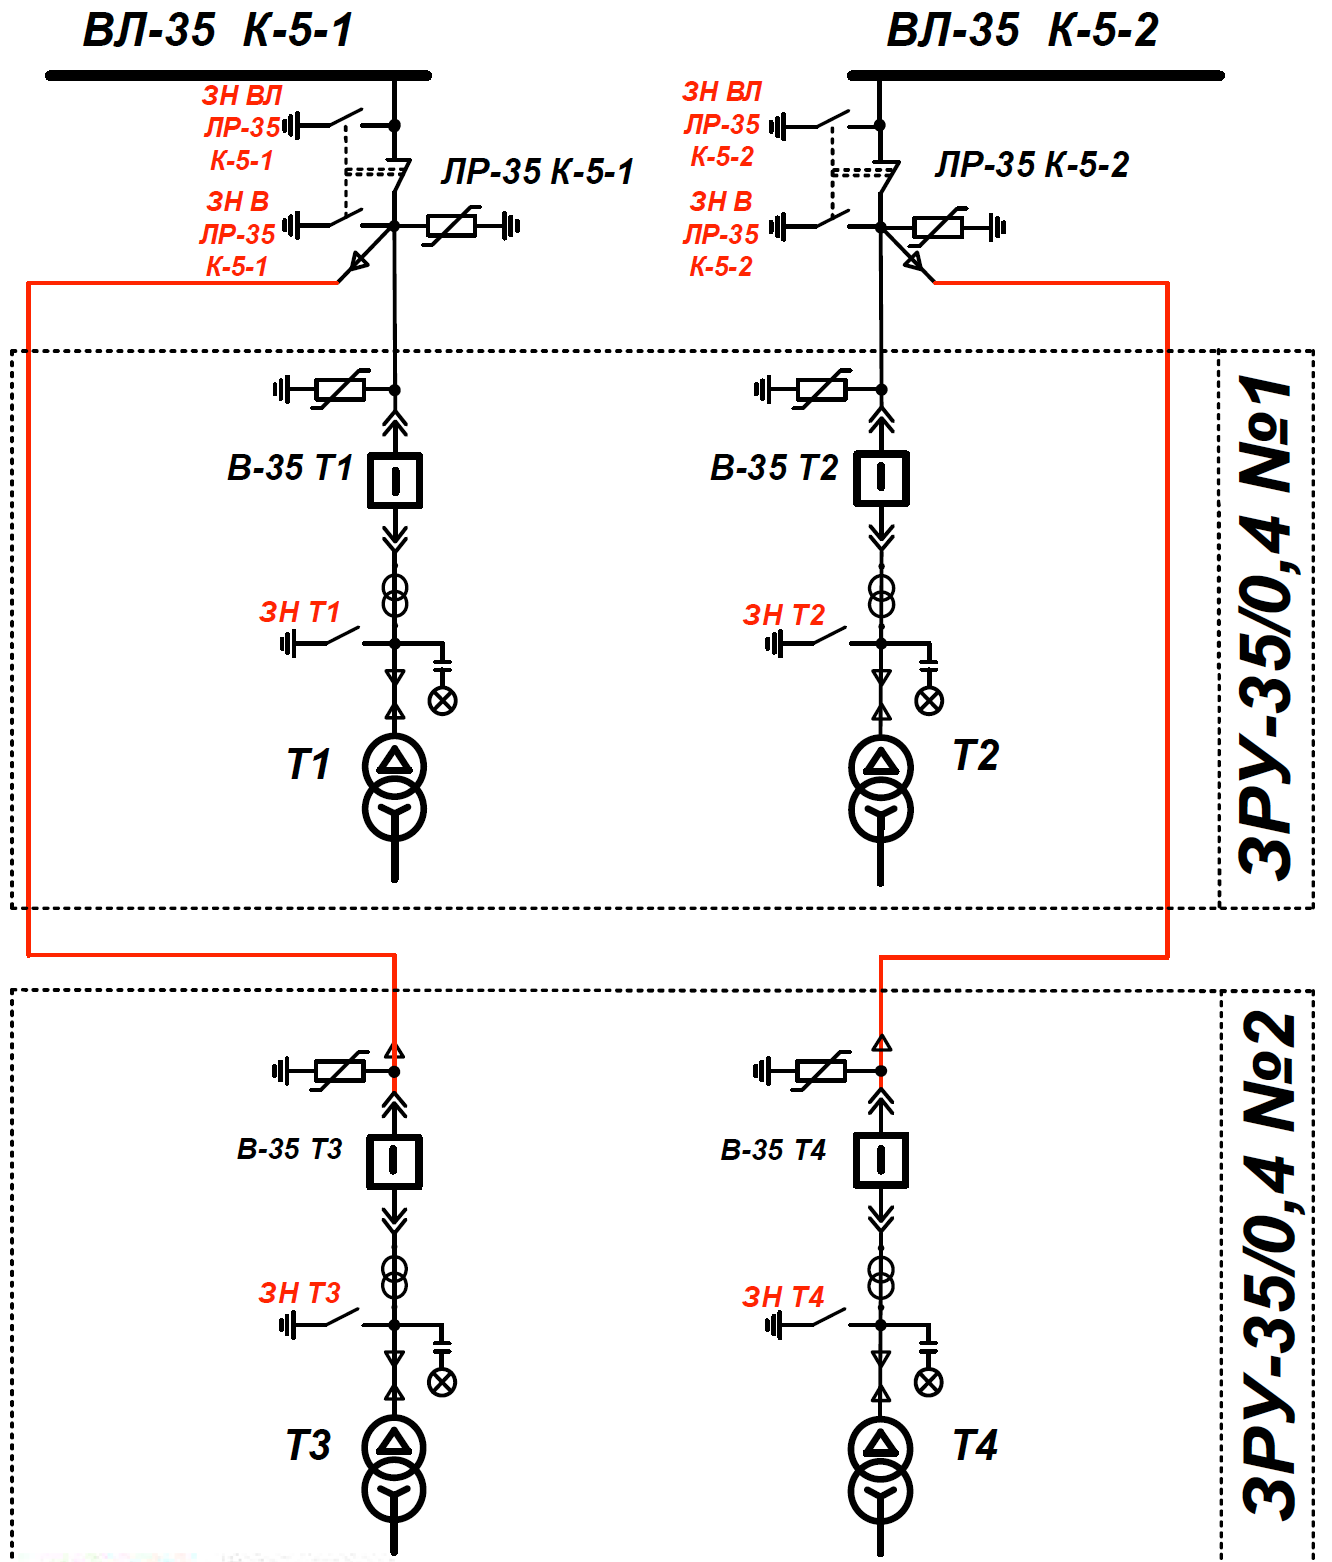 ВЛ-35 К-5-1
ВЛ-35 К-5-2
ЗН ВЛ
ЛР-35
К-5-1
ЗН В
ЛР-35
К-5-1
ЛР-35 К-5-1
ЗН ВЛ
ЛР-35
К-5-2
ЗН В
ЛР-35
К-5-2
ЛР-35 К-5-2
В-35 Т1
В-35 Т2
ЗН Т1
ЗН Т2
Т1
Т2
ЗРУ-35/0,4 №1
В-35 Т3
В-35 Т4
ЗН Т3
ЗН Т4
Т3
Т4
ЗРУ-35/0,4 №2